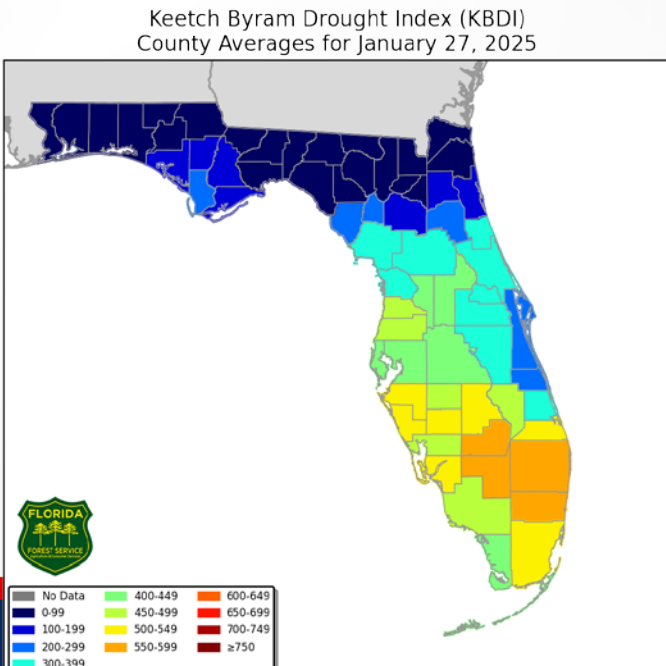 Keetch Byram Drought Index (KBDI)
County Averages for January 27, 2025
FLORIDA
FOREST SERVICE
No Data
0-99
100-199
200-299
300-399
400-449
450-499
500-549
550-599
600-649
650-699
700-749
≥750